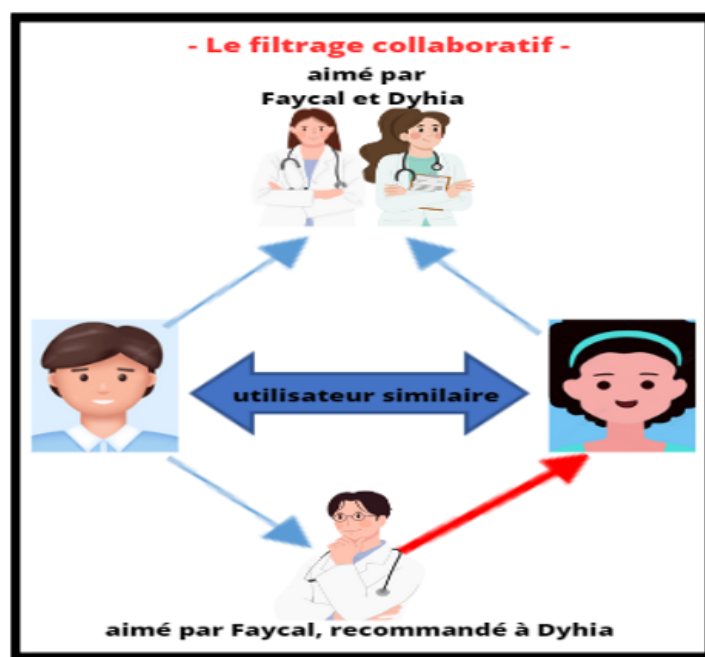 - Le filtrage collaboratif -
aimé par
Faycal et Dyhia
utilisateur similaire
aimé par Faycal, recommandé à Dyhia